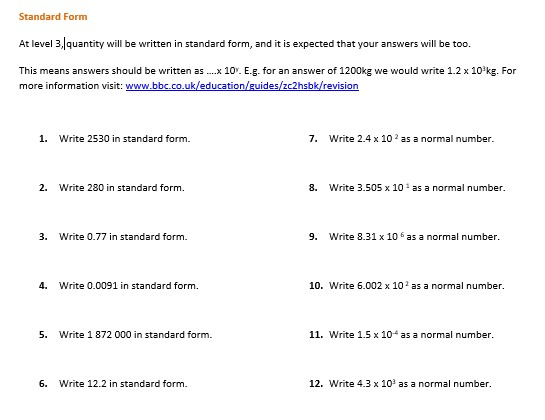 Standard Form
At level 3, quantity will be written in standard form, and it is expected that your answers will be too.
This means answers should be written as ....x 10ʸ. E.g. for an answer of 1200kg we would write 1.2 x 10³kg. For
more information visit: www.bbc.co.uk/education/guides/zc2hsbk/revision
1. Write 2530 in standard form.
2. Write 280 in standard form.
3. Write 0.77 in standard form.
4. Write 0.0091 in standard form.
5. Write 1 872 000 in standard form.
6. Write 12.2 in standard form.
7. Write 2.4 x 10 ² as a normal number.
8. Write 3.505 x 10 ¹ as a normal number.
9. Write 8.31 x 10 ⁶ as a normal number.
10. Write 6.002 x 10 ² as a normal number.
11. Write 1.5 x 10⁻⁴ as a normal number.
12. Write 4.3 x 10³ as a normal number.